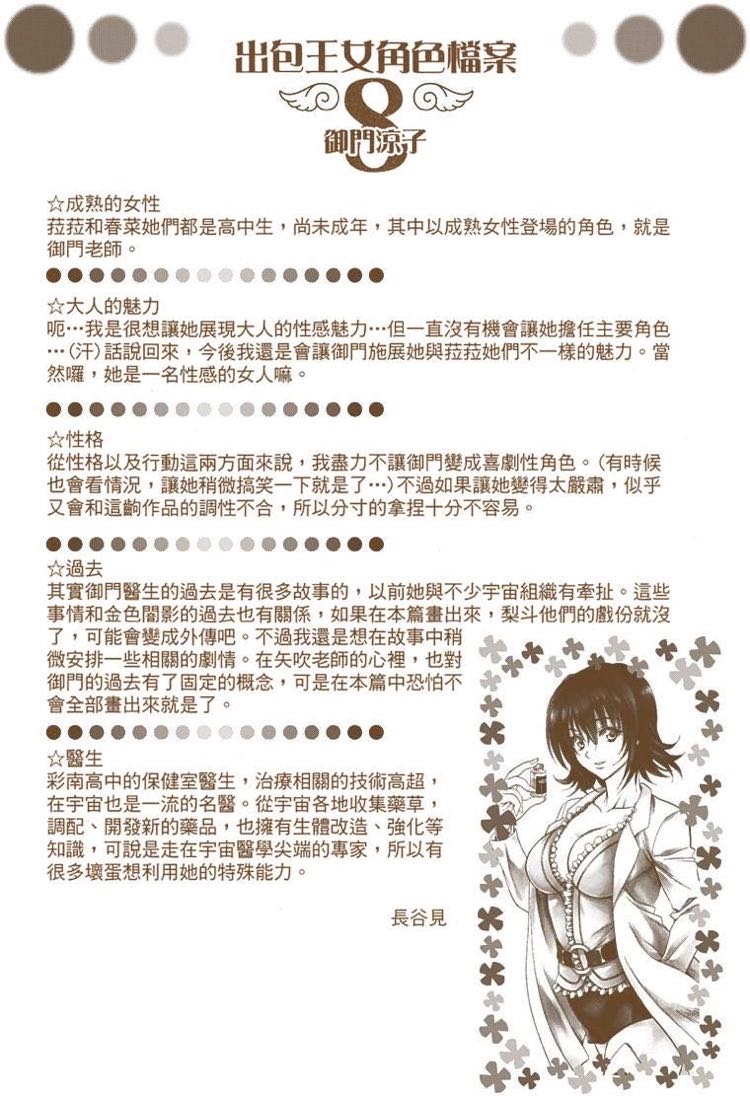 出包王女角色檔案
8
御門涼子
☆成熟的女性
菈菈和春菜她們都是高中生，尚未成年，其中以成熟女性登場的角色，就是
御門老師。
☆大人的魅力
呃…我是很想讓她展現大人的性感魅力…但一直沒有機會讓她擔任主要角色
…(汗)話說回來，今後我還是會讓御門施展她與菈菈她們不一樣的魅力。當
然囉，她是一名性感的女人嘛。
☆性格
從性格以及行動這兩方面來說，我盡力不讓御門變成喜劇性角色。(有時候
也會看情況，讓她稍微搞笑一下就是了…)不過如果讓她變得太嚴肅，似乎
又會和這齣作品的調性不合，所以分寸的拿捏十分不容易。
☆過去
其實御門醫生的過去是有很多故事的，以前她與不少宇宙組織有牽扯。這些
事情和金色闇影的過去也有關係，如果在本篇畫出來，梨斗他們的戲份就沒
了，可能會變成外傳吧。不過我還是想在故事中稍
微安排一些相關的劇情。在矢吹老師的心裡，也對
御門的過去有了固定的概念，可是在本篇中恐怕不
會全部畫出來就是了。
☆醫生
彩南高中的保健室醫生，治療相關的技術高超，
在宇宙也是一流的名醫。從宇宙各地收集藥草，
調配、開發新的藥品，也擁有生體改造、強化等
知識，可說是走在宇宙醫學尖端的專家，所以有
很多壞蛋想利用她的特殊能力。
長谷見